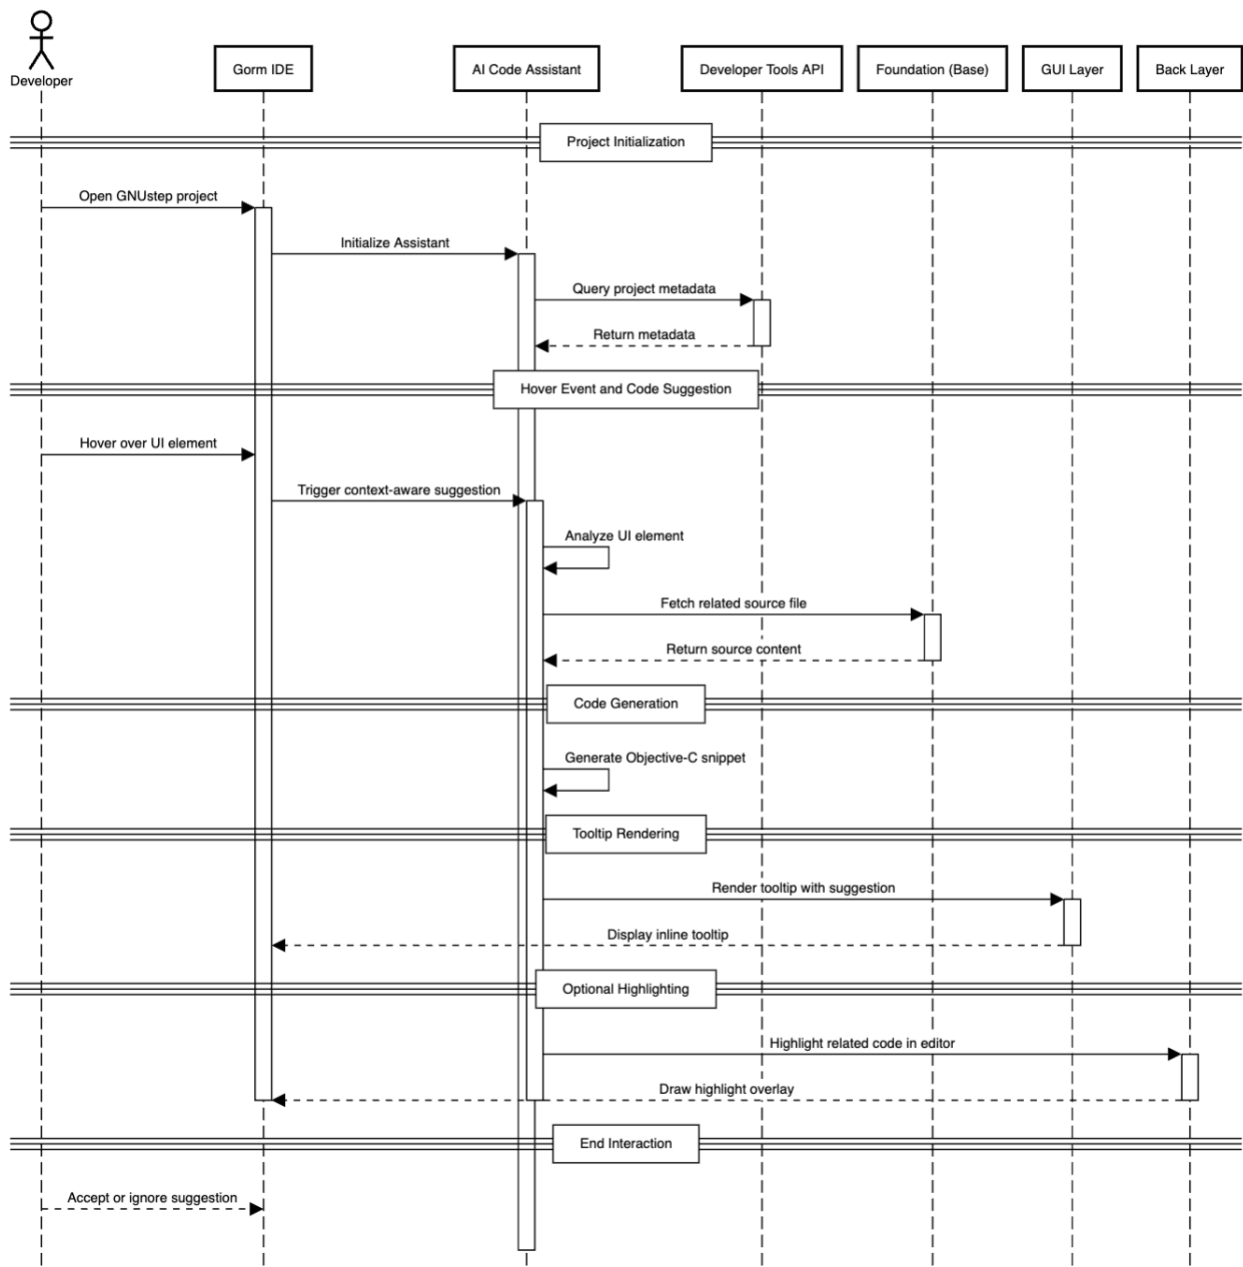 Developer
Gorm IDE
AI Code Assistant
Developer Tools API
Foundation (Base)
GUI Layer
Back Layer
Project Initialization
Open GNUstep project
Initialize Assistant
Query project metadata
Return metadata
Hover Event and Code Suggestion
Hover over UI element
Trigger context-aware suggestion
Analyze UI element
Fetch related source file
Return source content
Code Generation
Generate Objective-C snippet
Tooltip Rendering
Render tooltip with suggestion
Display inline tooltip
Optional Highlighting
Highlight related code in editor
Draw highlight overlay
End Interaction
Accept or ignore suggestion